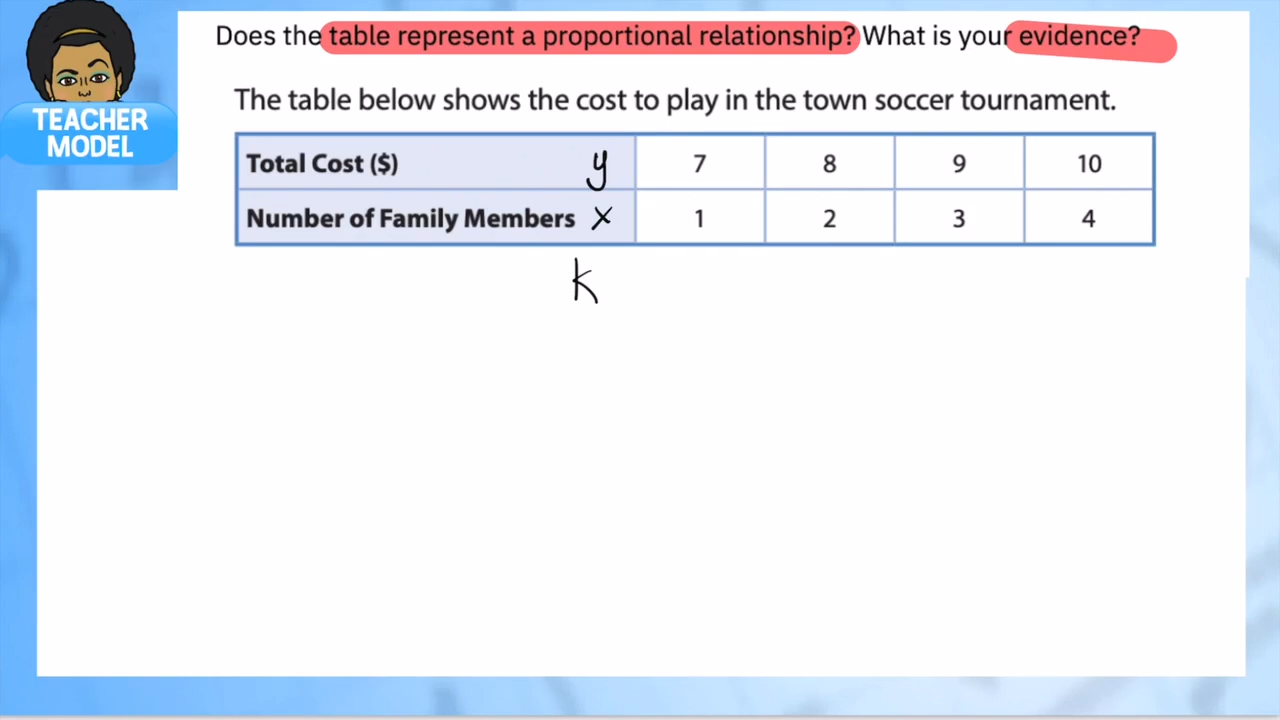 Does the table represent a proportional relationship? What is your evidence?
TEACHER
MODEL
The table below shows the cost to play in the town soccer tournament.
Total Cost ($) y 7 8 9 10
Number of Family Members x 1 2 3 4
k